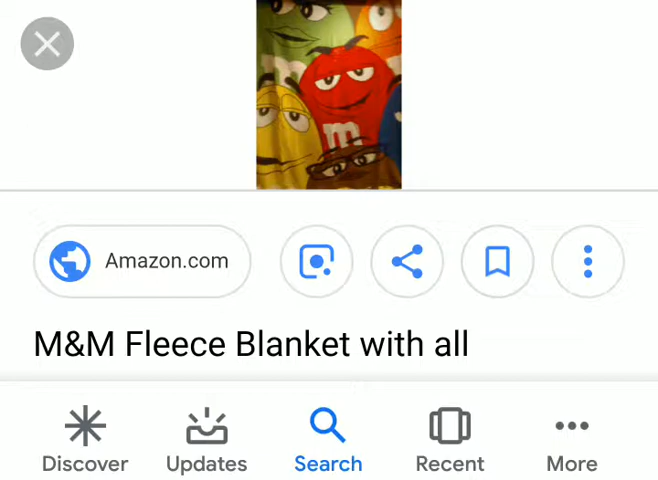 m
m
Amazon.com
M&M Fleece Blanket with all
Discover Updates Search Recent More